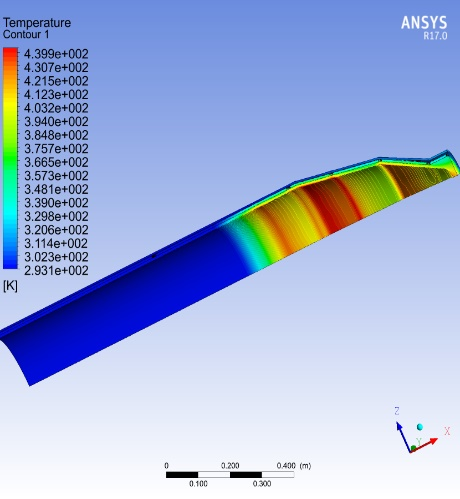 Temperature
Contour 1
ANSYS
R17.0
4.399e+002
4.307e+002
4.215e+002
4.123e+002
4.032e+002
3.940e+002
3.848e+002
3.757e+002
3.665e+002
3.573e+002
3.481e+002
3.390e+002
3.298e+002
3.206e+002
3.114e+002
3.023e+002
2.931e+002
[K]
Z
X
Y
0 0.200 0.400 (m)
0.100 0.300